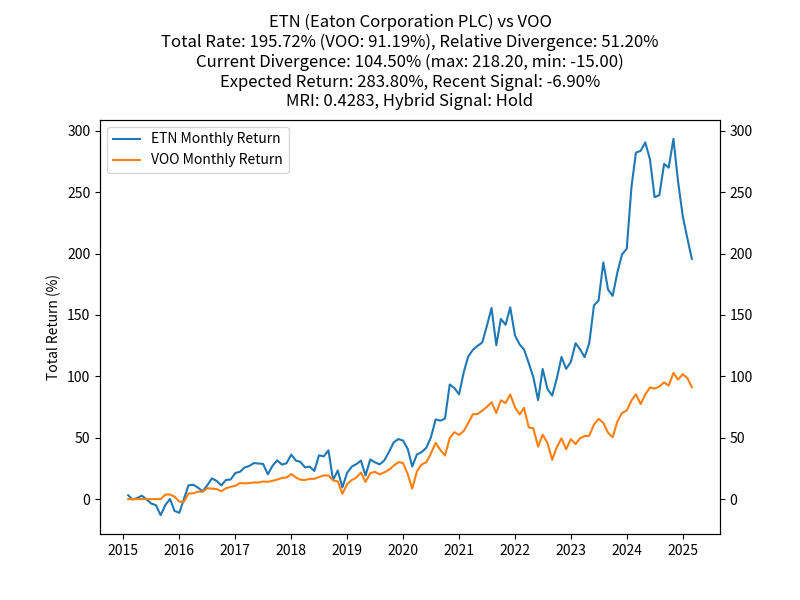 ETN (Eaton Corporation PLC) vs VOO
Total Rate: 195.72% (VOO: 91.19%), Relative Divergence: 51.20%
Current Divergence: 104.50% (max: 218.20, min: -15.00)
Expected Return: 283.80%, Recent Signal: -6.90%
MRI: 0.4283, Hybrid Signal: Hold
ETN Monthly Return
VOO Monthly Return
Total Return (%)
300 300
250 250
200 200
150 150
100 100
50 50
0 0
2015 2016 2017 2018 2019 2020 2021 2022 2023 2024 2025